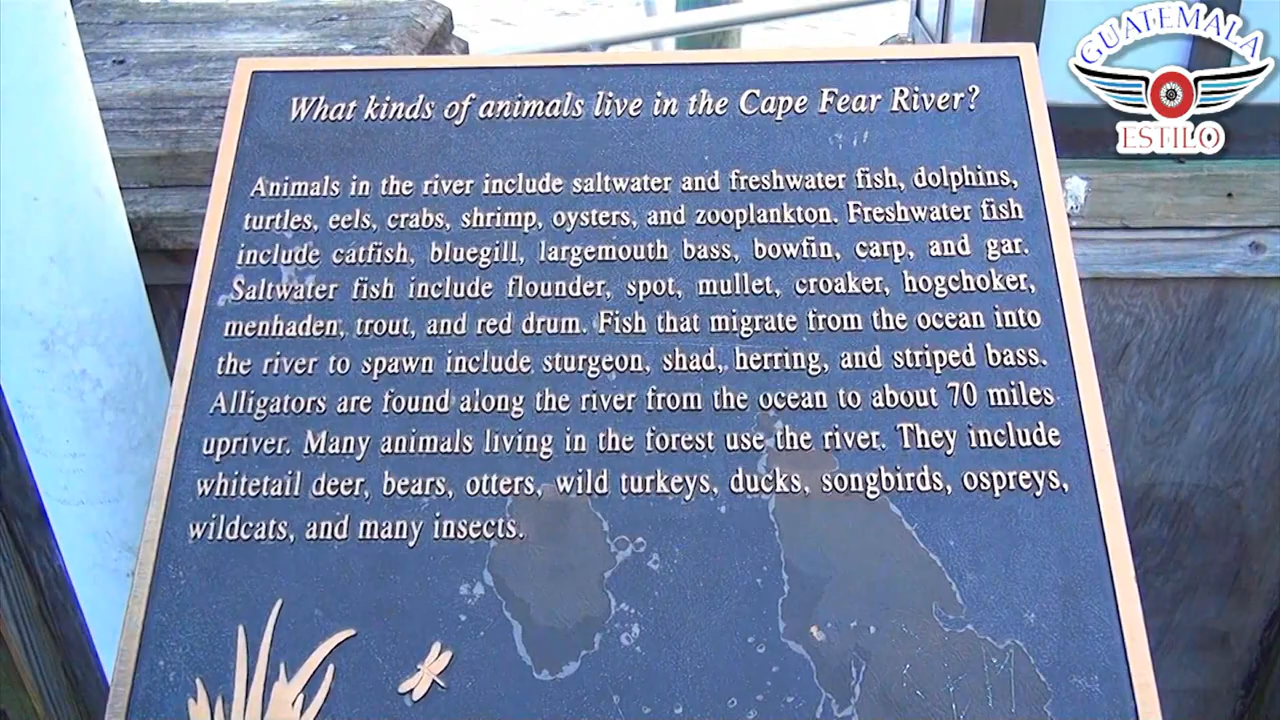 What kinds of animals live in the Cape Fear River?
Animals in the river include saltwater and freshwater fish, dolphins,
turtles, eels, crabs, shrimp, oysters, and zooplankton. Freshwater fish
include catfish, bluegill, largemouth bass, bowfin, carp, and gar.
Saltwater fish include flounder, spot, mullet, croaker, hogchoker,
menhaden, trout, and red drum. Fish that migrate from the ocean into
the river to spawn include sturgeon, shad, herring, and striped bass.
Alligators are found along the river from the ocean to about 70 miles
upriver. Many animals living in the forest use the river. They include
whitetail deer, bears, otters, wild turkeys, ducks, songbirds, ospreys,
wildcats, and many insects.
GUATEMALA
ESTILO